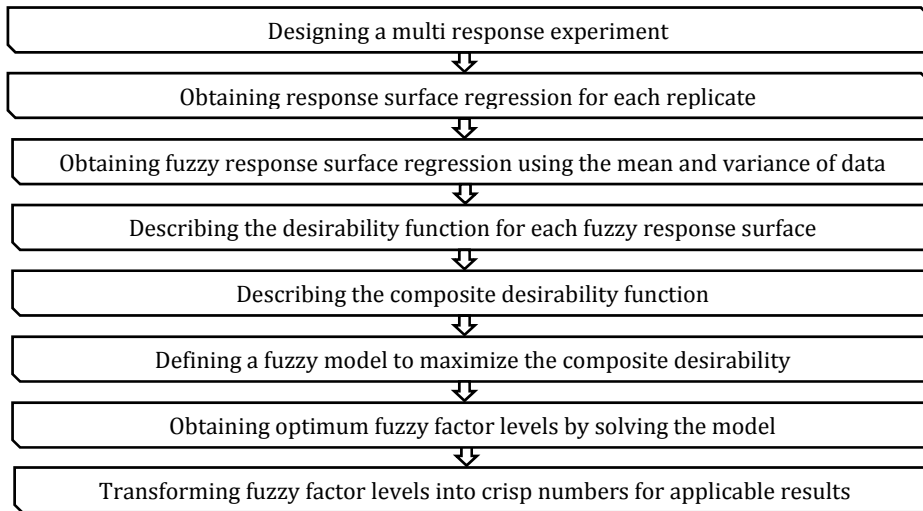 Designing a multi response experiment
Obtaining response surface regression for each replicate
Obtaining fuzzy response surface regression using the mean and variance of data
Describing the desirability function for each fuzzy response surface
Describing the composite desirability function
Defining a fuzzy model to maximize the composite desirability
Obtaining optimum fuzzy factor levels by solving the model
Transforming fuzzy factor levels into crisp numbers for applicable results